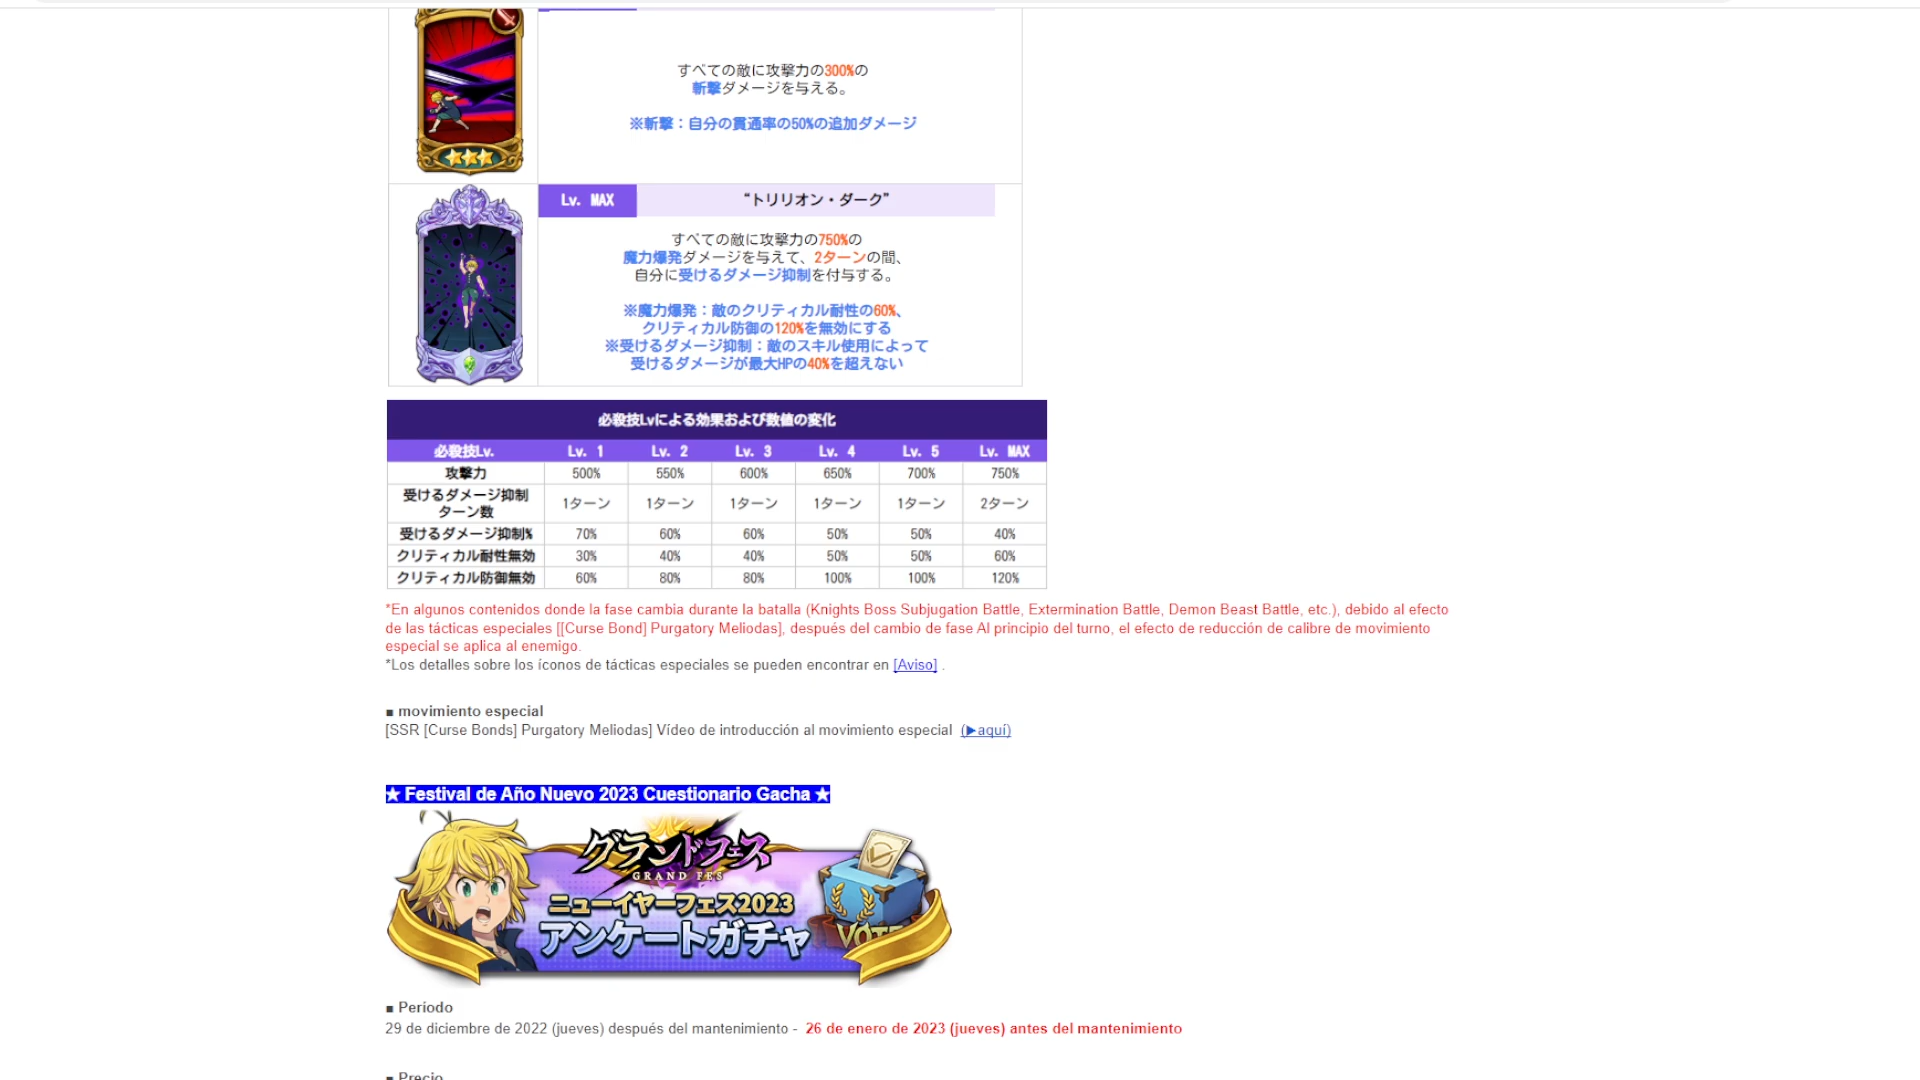 すべての敵に攻撃力の300%の
斬撃ダメージを与える。
※斬撃：自分の貫通率の50%の追加ダメージ
Lv. MAX “トリリオン・ダーク”
すべての敵に攻撃力の750%の
魔力爆発ダメージを与えて、2ターンの間、
自分に受けるダメージ抑制を付与する。
※魔力爆発：敵のクリティカル耐性の60%、
クリティカル防御の120%を無効にする
※受けるダメージ抑制：敵のスキル使用によって
受けるダメージが最大HPの40%を超えない
必殺技Lvによる効果および数値の変化
必殺技Lv. Lv. 1 Lv. 2 Lv. 3 Lv. 4 Lv. 5 Lv. MAX
攻撃力 500% 550% 600% 650% 700% 750%
受けるダメージ抑制
ターン数 1ターン 1ターン 1ターン 1ターン 1ターン 2ターン
受けるダメージ抑制% 70% 60% 60% 50% 50% 40%
クリティカル耐性無効 30% 40% 40% 50% 50% 60%
クリティカル防御無効 60% 80% 80% 100% 100% 120%
*En algunos contenidos donde la fase cambia durante la batalla (Knights Boss Subjugation Battle, Extermination Battle, Demon Beast Battle, etc.), debido al efecto
de las tácticas especiales [[Curse Bond] Purgatory Meliodas], después del cambio de fase Al principio del turno, el efecto de reducción de calibre de movimiento
especial se aplica al enemigo.
*Los detalles sobre los íconos de tácticas especiales se pueden encontrar en [Aviso] .
■ movimiento especial
[SSR [Curse Bonds] Purgatory Meliodas] Vídeo de introducción al movimiento especial (▶aquí)
★ Festival de Año Nuevo 2023 Cuestionario Gacha ★
グランドフェス
GRAND FES
ニューイヤーフェス2023
アンケートガチャ
VOTE
■ Período
29 de diciembre de 2022 (jueves) después del mantenimiento - 26 de enero de 2023 (jueves) antes del mantenimiento
■ Precio